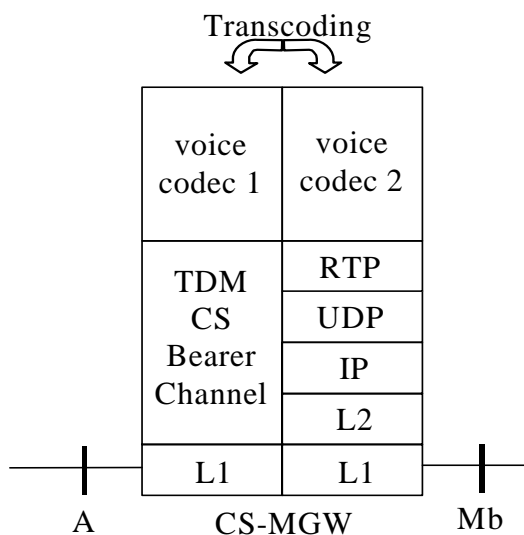 Transcoding
voice
codec 1
voice
codec 2
TDM
CS
Bearer
Channel
RTP
UDP
IP
L2
L1
L1
A
CS-MGW
Mb